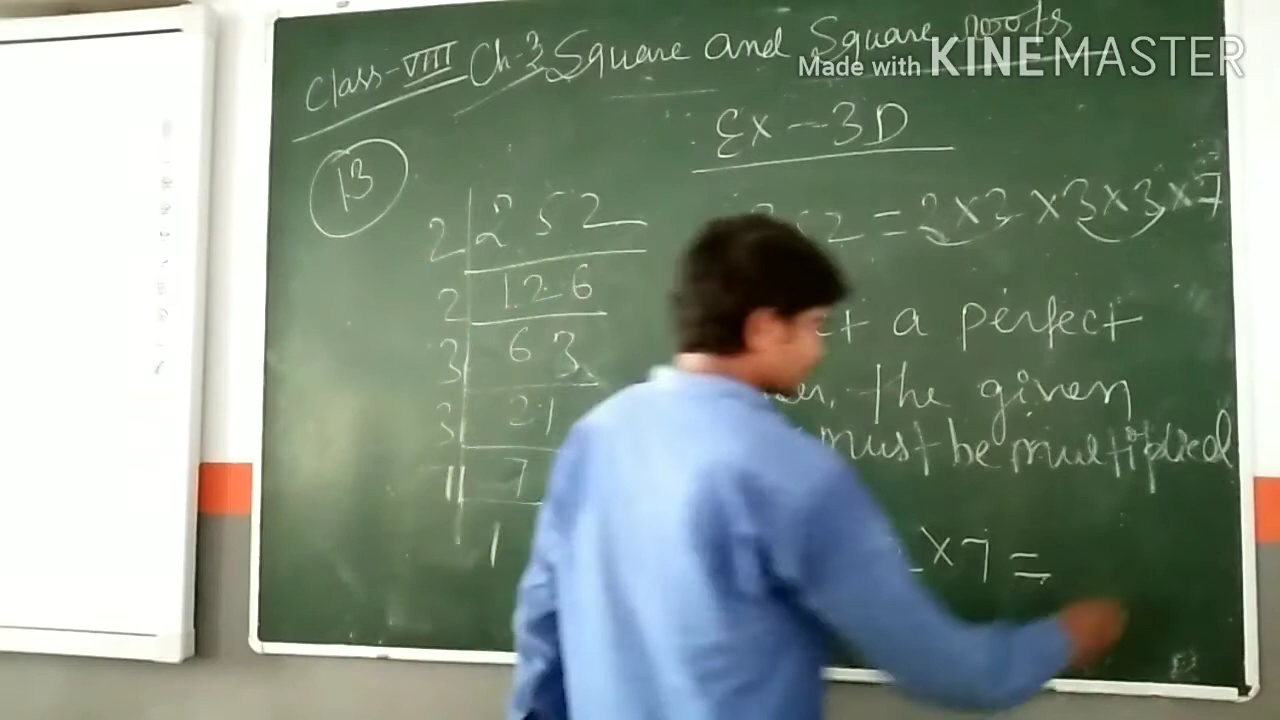 Class-VIII Ch-3 Square and Square roots
Made with KINEMASTER
Ex-3D
13
2 252
2 126
3 63
3 21
7
1
= 2×2×3×3×7
a perfect
the given
must be multiplied
×7 =